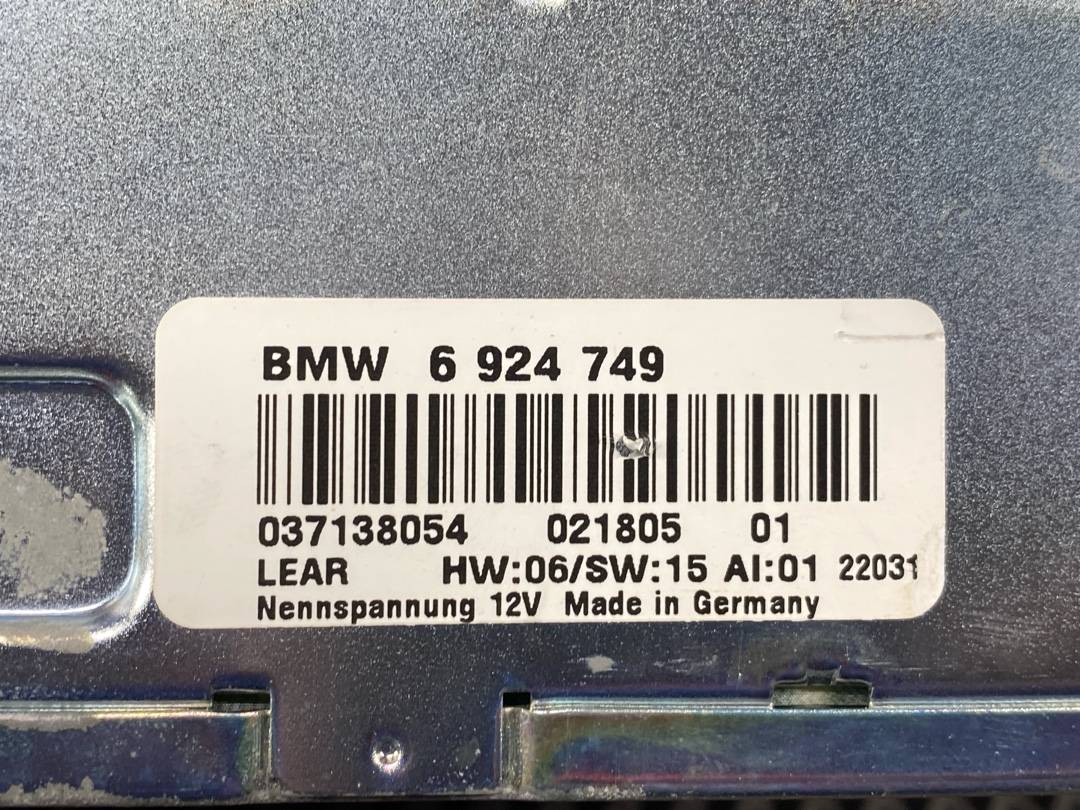 BMW 6 924 749
037138054 021805 01
LEAR HW:06/SW:15 AI:01 22031
Nennspannung 12V Made in Germany